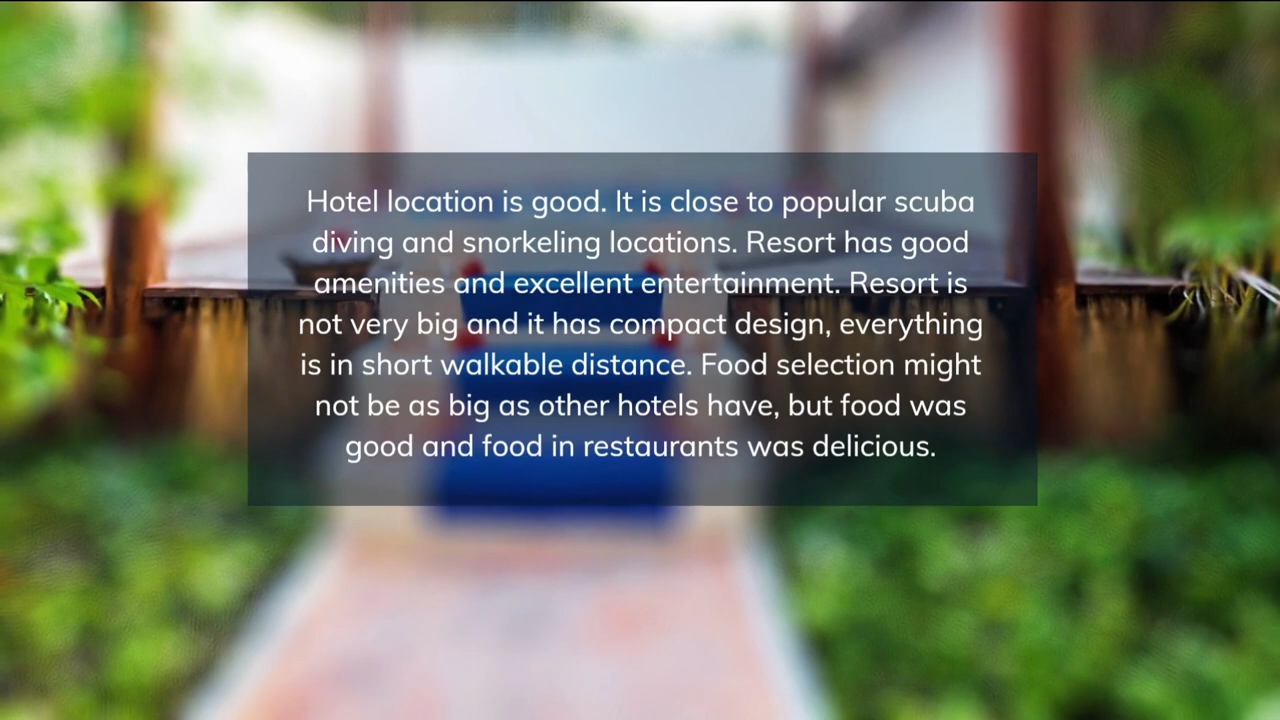 Hotel location is good. It is close to popular scuba
diving and snorkeling locations. Resort has good
amenities and excellent entertainment. Resort is
not very big and it has compact design, everything
is in short walkable distance. Food selection might
not be as big as other hotels have, but food was
good and food in restaurants was delicious.